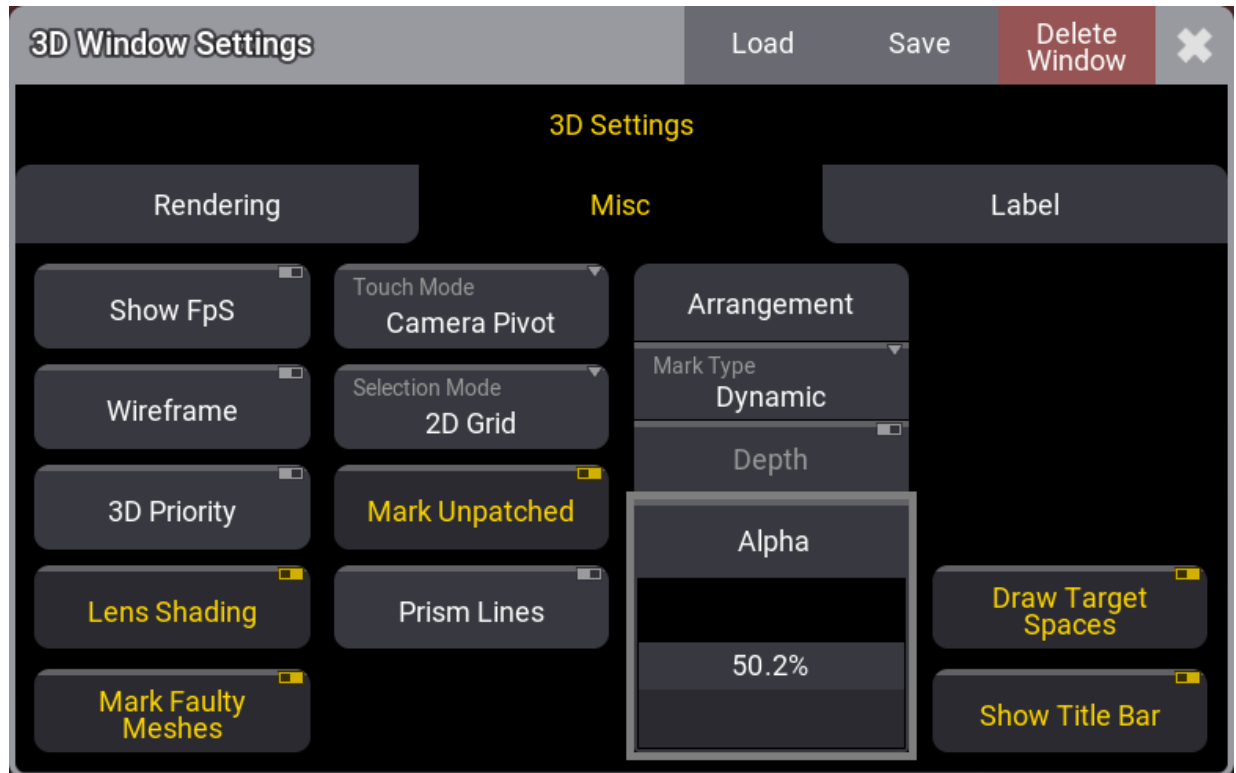 3D Window Settings
Load
Save
Delete
Window
3D Settings
Rendering
Misc
Label
Show FpS
Touch Mode
Camera Pivot
Arrangement
Wireframe
Selection Mode
2D Grid
Mark Type
Dynamic
Depth
3D Priority
Mark Unpatched
Alpha
50.2%
Lens Shading
Prism Lines
Draw Target
Spaces
Mark Faulty
Meshes
Show Title Bar